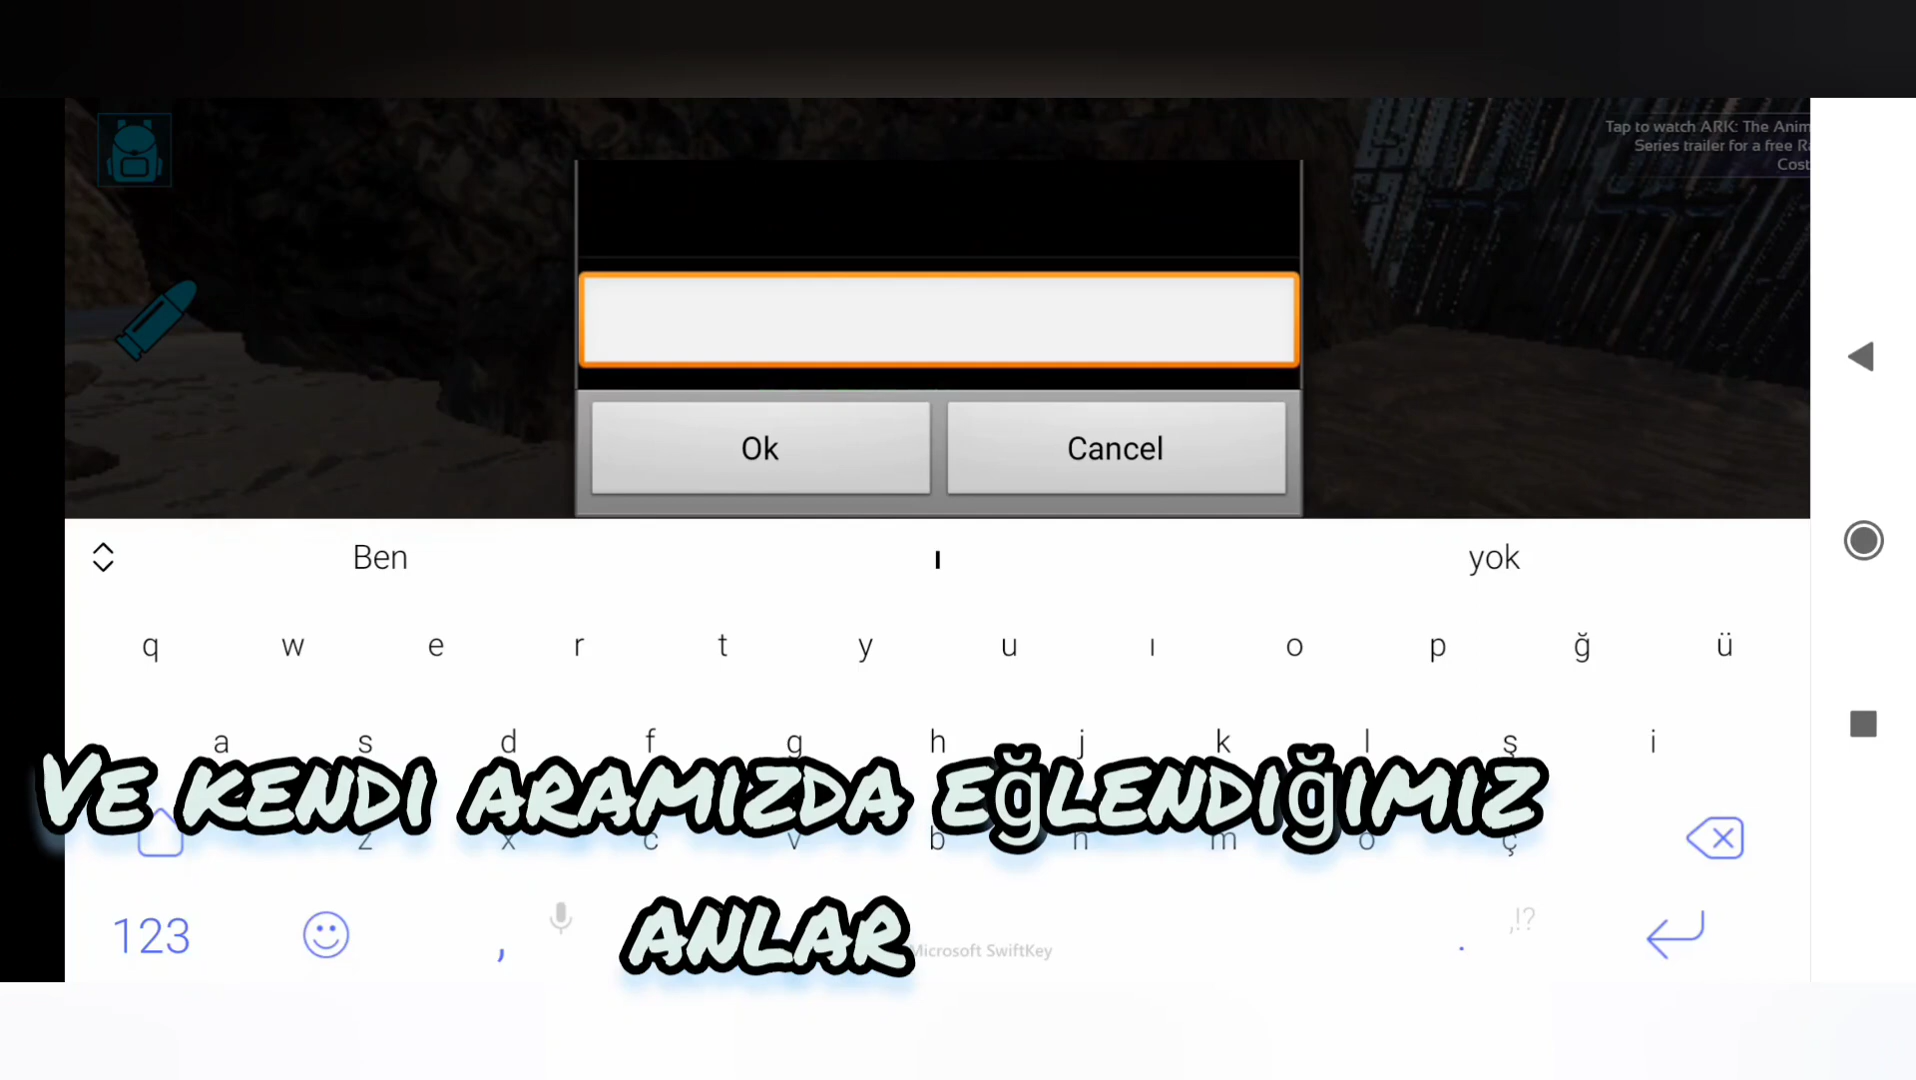 Tap to watch ARK: The Anim
Series trailer for a free R
Cost
Ok Cancel
Ben ı yok
q w e r t y u ı o p ğ ü
a s d f g h j k l ş i
VE KENDI ARAMIZDA EğLENDIğIMIZ
z x c v b n m ö ç
ANLAR
123 , Microsoft SwiftKey . ,!?